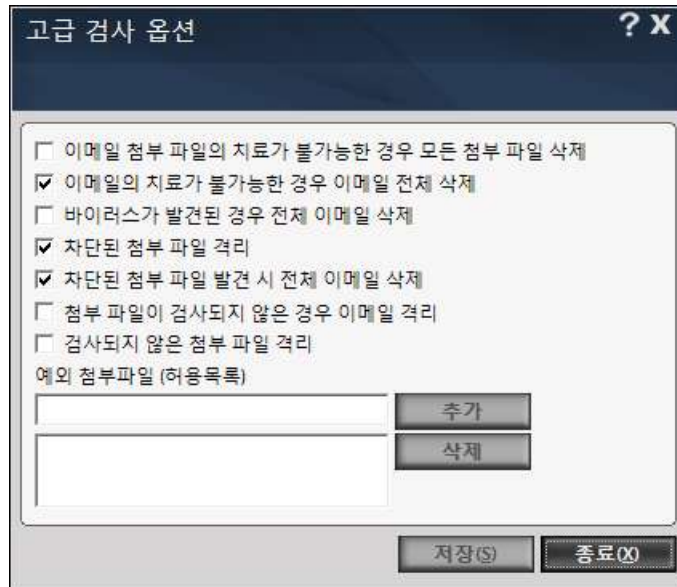 고급 검사 옵션
? X
이메일 첨부 파일의 치료가 불가능한 경우 모든 첨부 파일 삭제
이메일의 치료가 불가능한 경우 이메일 전체 삭제
바이러스가 발견된 경우 전체 이메일 삭제
차단된 첨부 파일 격리
차단된 첨부 파일 발견 시 전체 이메일 삭제
첨부 파일이 검사되지 않은 경우 이메일 격리
검사되지 않은 첨부 파일 격리
예외 첨부파일 (허용목록)
추가
삭제
저장(S) 종료(X)